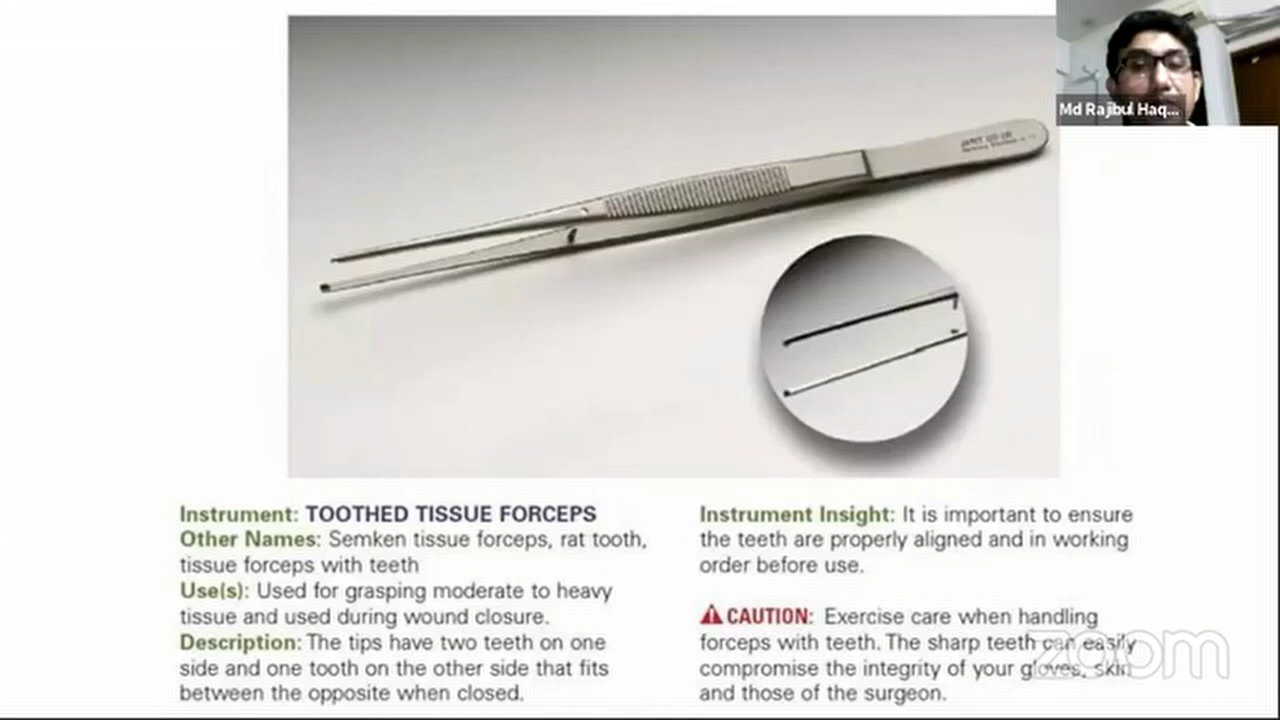 Md Rajibul Haq...
Instrument: TOOTHED TISSUE FORCEPS
Other Names: Semken tissue forceps, rat tooth,
tissue forceps with teeth
Use(s): Used for grasping moderate to heavy
tissue and used during wound closure.
Description: The tips have two teeth on one
side and one tooth on the other side that fits
between the opposite when closed.
Instrument Insight: It is important to ensure
the teeth are properly aligned and in working
order before use.
CAUTION: Exercise care when handling
forceps with teeth. The sharp teeth can easily
compromise the integrity of your gloves, skin
and those of the surgeon.
zoom